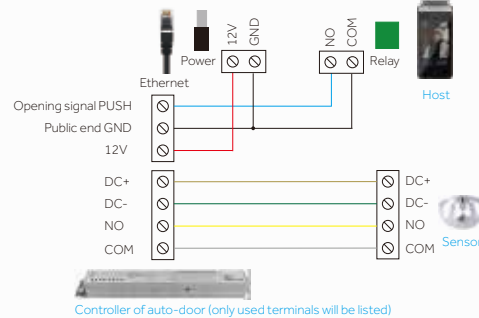 12V
GND
NO
COM
Power
Relay
Ethernet
Host
Opening signal PUSH
Public end GND
12V
DC+
DC-
NO
COM
DC+
DC-
NO
COM
Sensor
Controller of auto-door (only used terminals will be listed)